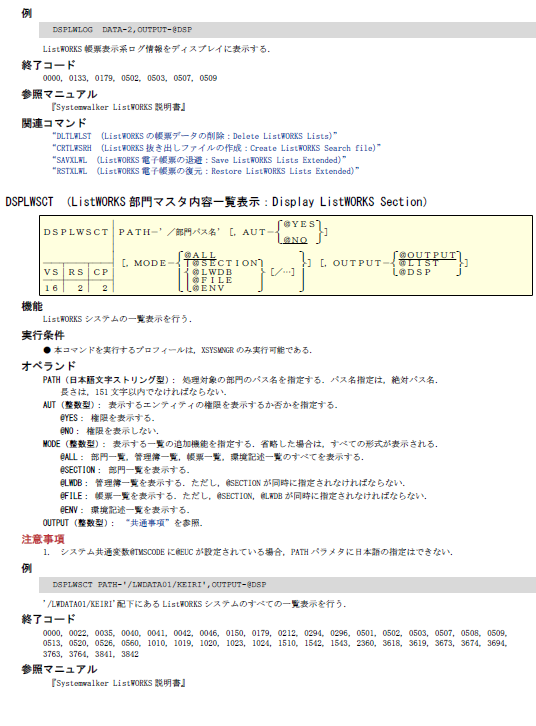 例
DSPLWLOG DATA-2,OUTPUT-@DSP
ListWORKS 帳票表示系ログ情報をディスプレイに表示する．
終了コード
0000, 0133, 0179, 0502, 0503, 0507, 0509
参照マニュアル
『Systemwalker ListWORKS 説明書』
関連コマンド
“DLTLWLST （ListWORKS の帳票データの削除：Delete ListWORKS Lists)”
“CRTLWSRH （ListWORKS 抜き出しファイルの作成：Create ListWORKS Search file)”
“SAVXLWL （ListWORKS 電子帳票の退避：Save ListWORKS Lists Extended)”
“RSTXLWL （ListWORKS 電子帳票の復元：Restore ListWORKS Lists Extended)”
DSPLWSCT （ListWORKS 部門マスタ内容一覧表示：Display ListWORKS Section)
ＤＳＰＬＷＳＣＴ ＰＡＴＨ－’／部門パス名’［，ＡＵＴ－｛＠ＹＥＳ
＠ＮＯ｝］
［，ＭＯＤＥ－｛＠ＡＬＬ
｛＠ＳＥＣＴＩＯＮ
＠ＬＷＤＢ
＠ＦＩＬＥ
＠ＥＮＶ｝［／…］｝］［，ＯＵＴＰＵＴ－｛＠ＯＵＴＰＵＴ
＠ＬＩＳＴ
＠ＤＳＰ｝］
ＶＳ ＲＳ ＣＰ
１６ ２ ２
機能
ListWORKS システムの一覧表示を行う．
実行条件
● 本コマンドを実行するプロフィールは，XSYSMNGR のみ実行可能である．
オペランド
PATH（日本語文字ストリング型）： 処理対象の部門のパス名を指定する．パス名指定は，絶対パス名．
長さは，151 文字以内でなければならない．
AUT（整数型）： 表示するエンティティの権限を表示するか否かを指定する．
@YES： 権限を表示する．
@NO： 権限を表示しない．
MODE（整数型）： 表示する一覧の追加機能を指定する．省略した場合は，すべての形式が表示される．
@ALL： 部門一覧，管理簿一覧，帳票一覧，環境記述一覧のすべてを表示する．
@SECTION： 部門一覧を表示する．
@LWDB： 管理簿一覧を表示する．ただし，@SECTION が同時に指定されなければならない．
@FILE： 帳票一覧を表示する．ただし，@SECTION, @LWDB が同時に指定されなければならない．
@ENV： 環境記述一覧を表示する．
OUTPUT（整数型）： “共通事項”を参照．
注意事項
1. システム共通変数@TMSCODE に@EUC が設定されている場合，PATH パラメタに日本語の指定はできない．
例
DSPLWSCT PATH-'/LWDATA01/KEIRI',OUTPUT-@DSP
'/LWDATA01/KEIRI'配下にある ListWORKS システムのすべての一覧表示を行う．
終了コード
0000, 0022, 0035, 0040, 0041, 0042, 0046, 0150, 0179, 0212, 0294, 0296, 0501, 0502, 0503, 0507, 0508, 0509,
0513, 0520, 0526, 0560, 1010, 1019, 1020, 1023, 1024, 1510, 1542, 1543, 2360, 3618, 3619, 3673, 3674, 3694,
3763, 3764, 3841, 3842
参照マニュアル
『Systemwalker ListWORKS 説明書』